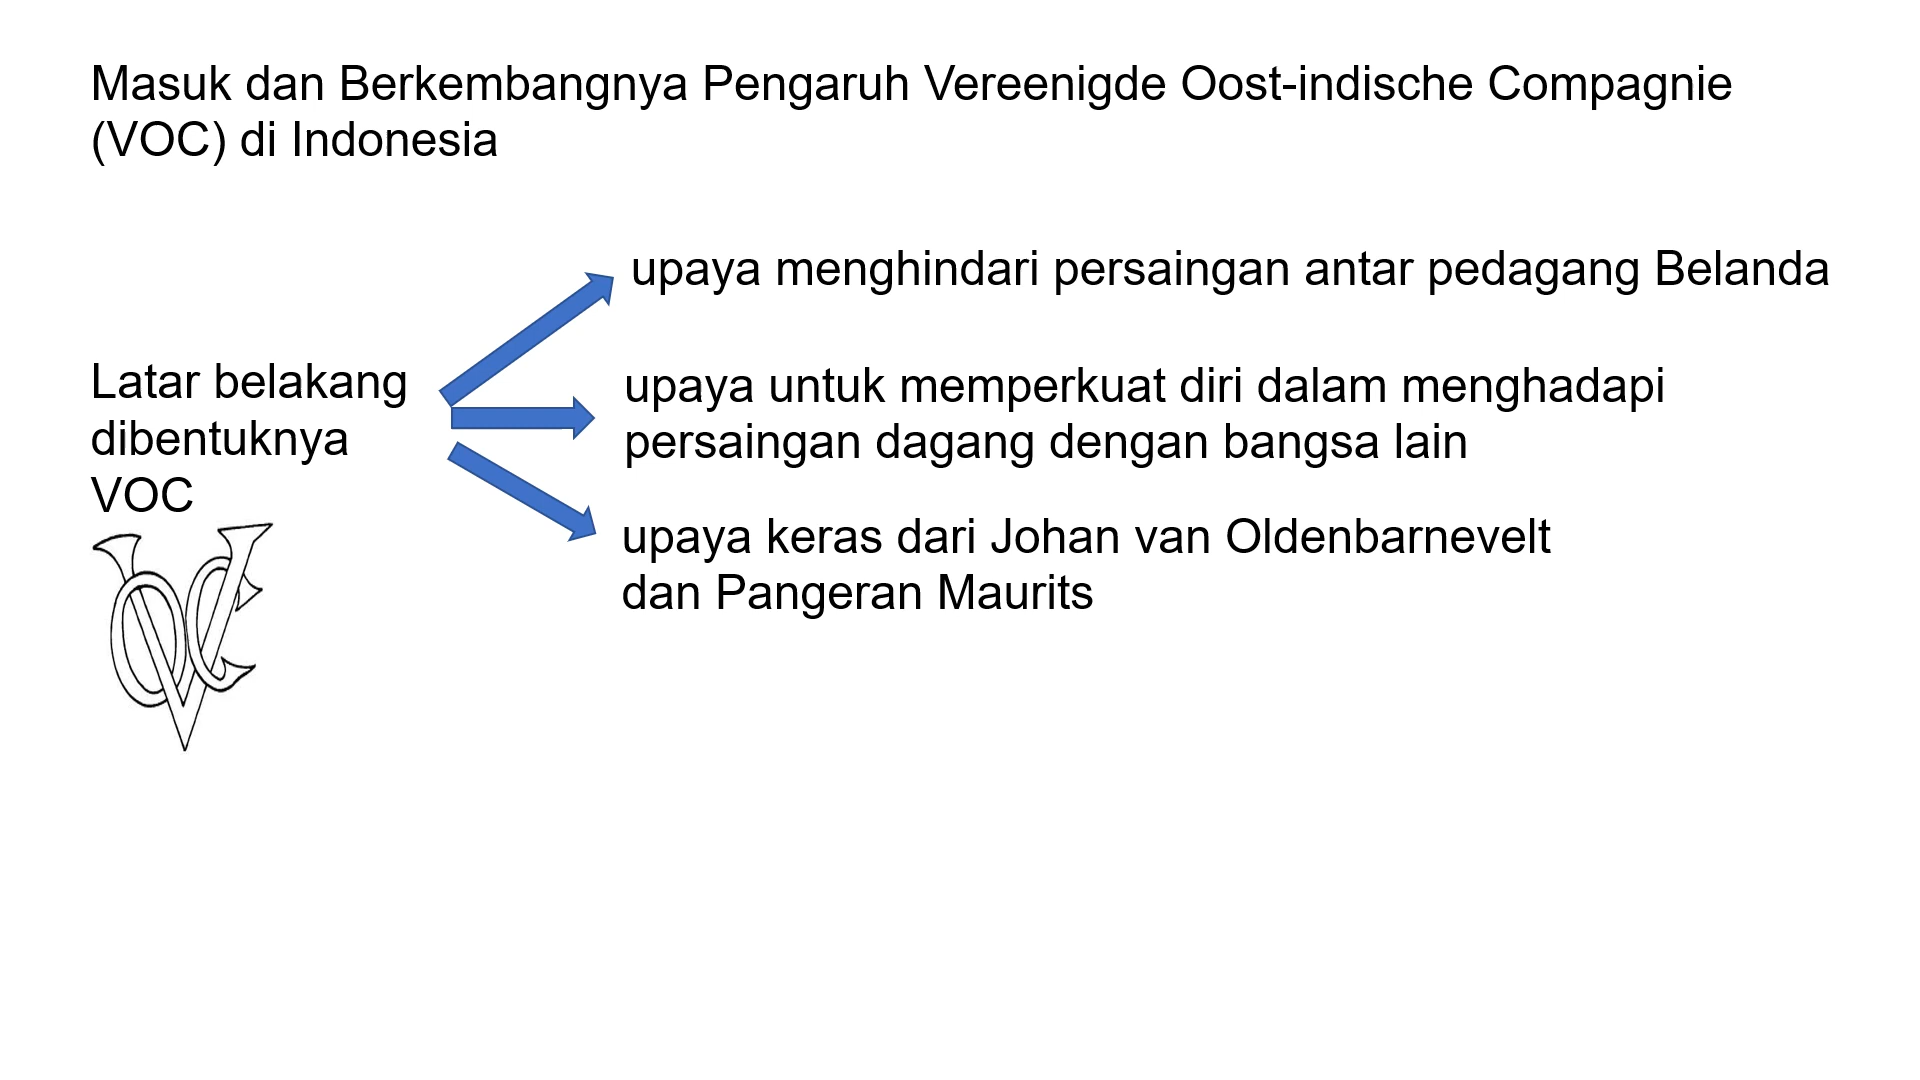 Masuk dan Berkembangnya Pengaruh Vereenigde Oost-indische Compagnie
(VOC) di Indonesia
upaya menghindari persaingan antar pedagang Belanda
Latar belakang
dibentuknya
VOC
upaya untuk memperkuat diri dalam menghadapi
persaingan dagang dengan bangsa lain
upaya keras dari Johan van Oldenbarnevelt
dan Pangeran Maurits
VOC